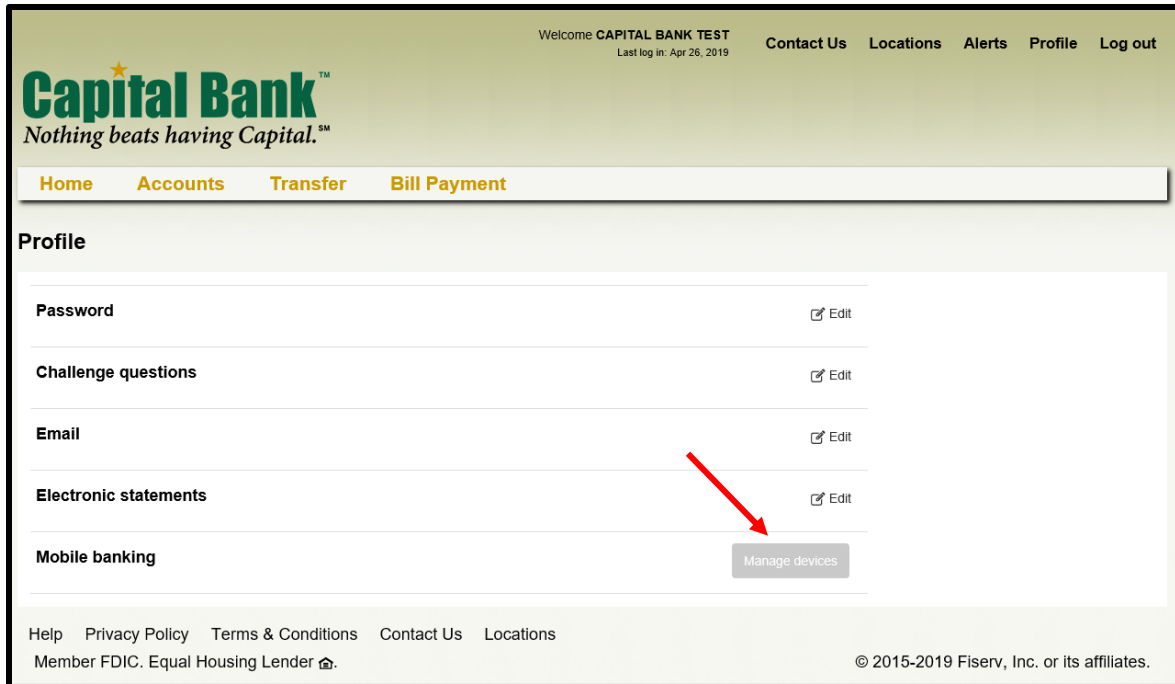 Welcome CAPITAL BANK TEST
Last log in: Apr 26, 2019
Contact Us Locations Alerts Profile Log out
Capital Bank™
Nothing beats having Capital.℠
Home Accounts Transfer Bill Payment
Profile
Password Edit
Challenge questions Edit
Email Edit
Electronic statements Edit
Mobile banking Manage devices
Help Privacy Policy Terms & Conditions Contact Us Locations
Member FDIC. Equal Housing Lender . © 2015-2019 Fiserv, Inc. or its affiliates.